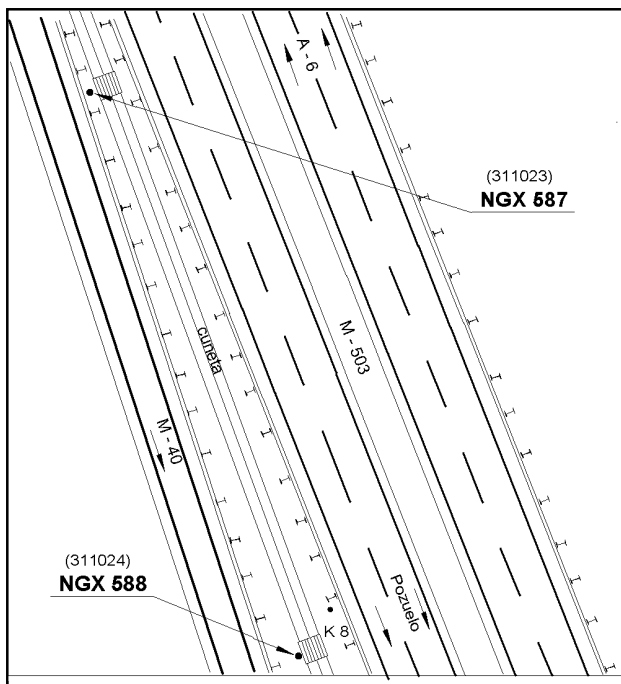 A - 6
(311023)
NGX 587
cuneta
M - 503
M - 40
(311024)
NGX 588
Pozuelo
K 8